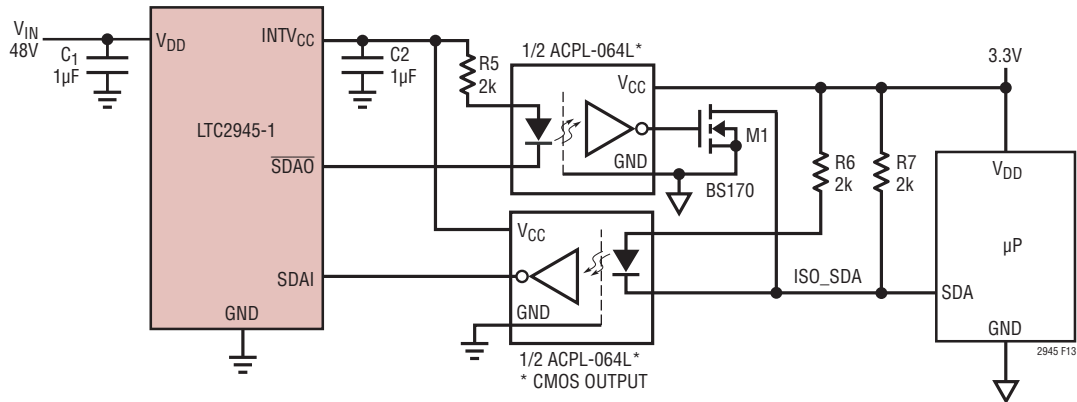 VIN
48V
C1
1µF
VDD
INTVCC
LTC2945-1
S̅D̅A̅O̅
SDAI
GND
C2
1µF
R5
2k
1/2 ACPL-064L*
VCC
GND
M1
BS170
3.3V
R6
2k
R7
2k
VDD
µP
SDA
GND
VCC
GND
ISO_SDA
1/2 ACPL-064L*
* CMOS OUTPUT
2945 F13